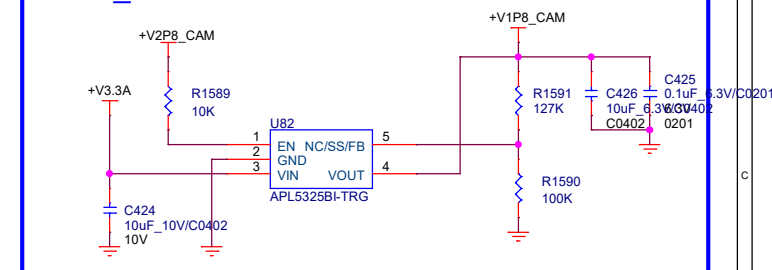 +V2P8_CAM
+V1P8_CAM
+V3.3A
R1589
10K
R1591
127K
C426
10uF_6.3V/C0402
C0402
C425
0.1uF_6.3V/C0201
6.3V
0201
U82
1
EN
NC/SS/FB
5
2
GND
3
VIN
VOUT
4
APL5325BI-TRG
R1590
100K
C424
10uF_10V/C0402
10V
C